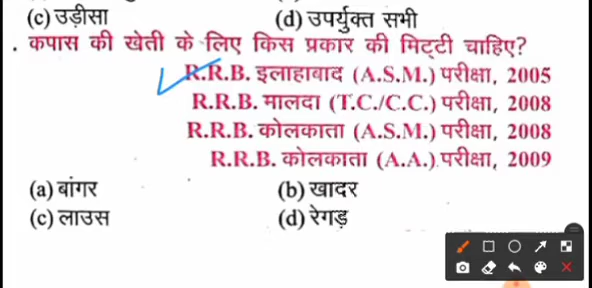 (c) उड़ीसा (d) उपर्युक्त सभी
. कपास की खेती के लिए किस प्रकार की मिट्टी चाहिए?
R.R.B. इलाहाबाद (A.S.M.) परीक्षा, 2005
R.R.B. मालदा (T.C./C.C.) परीक्षा, 2008
R.R.B. कोलकाता (A.S.M.) परीक्षा, 2008
R.R.B. कोलकाता (A.A.) परीक्षा, 2009
(a) बांगर (b) खादर
(c) लाउस (d) रेगड़